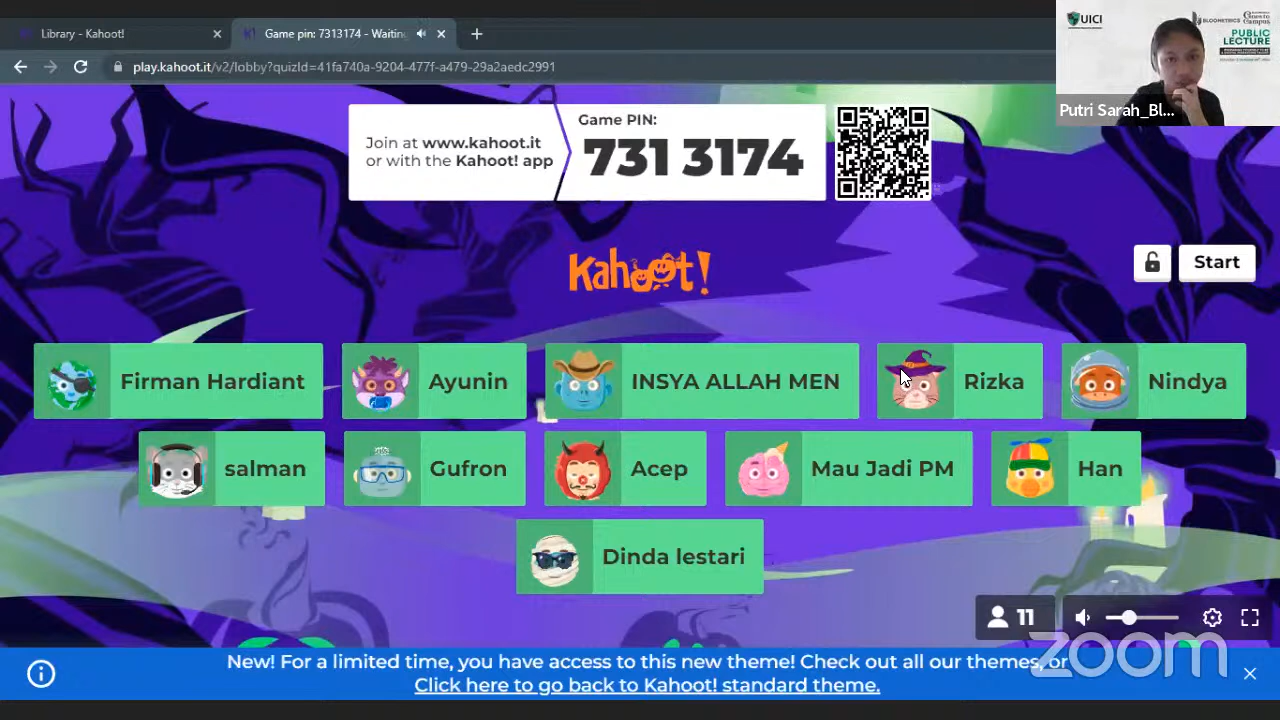 Library - Kahoot!
Game pin: 7313174 - Waitin
play.kahoot.it/v2/lobby?quizId=41fa740a-9204-477f-a479-29a2aedc2991
UICI
PUBLIC
LECTURE
Putri Sarah_Bl...
Join at www.kahoot.it
or with the Kahoot! app
Game PIN:
731 3174
Kahoot!
Start
Firman Hardiant
Ayunin
INSYA ALLAH MEN
Rizka
Nindya
salman
Gufron
Acep
Mau Jadi PM
Han
Dinda lestari
11
zoom
New! For a limited time, you have access to this new theme! Check out all our themes, or
Click here to go back to Kahoot! standard theme.